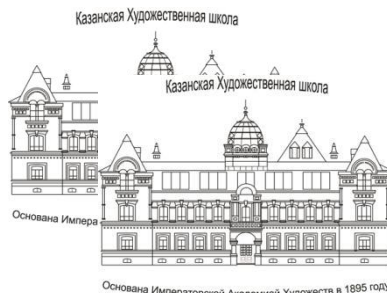 Казанская Художественная школа
Казанская Художественная школа
Основана Импера
Основана Императорской Академией Художеств в 1895 году